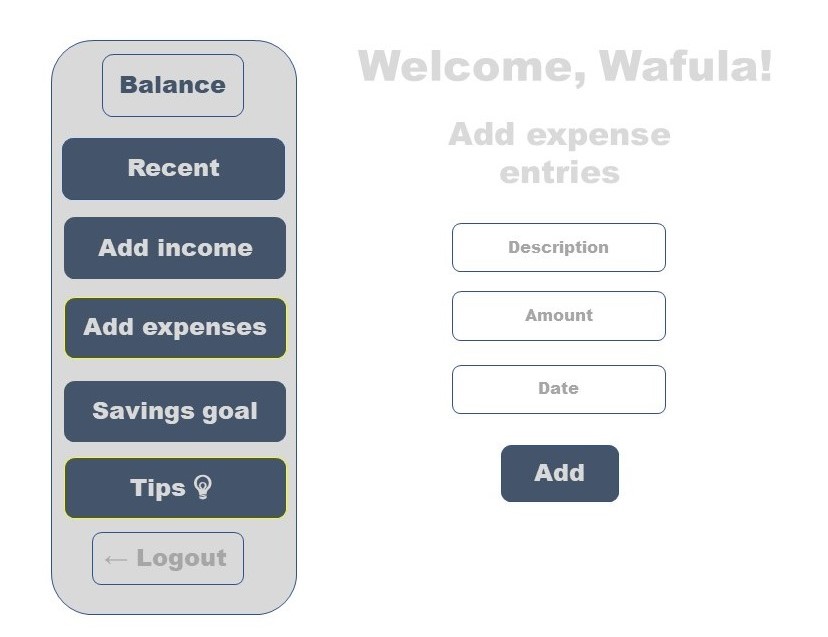 Balance
Recent
Add income
Add expenses
Savings goal
Tips
← Logout
Welcome, Wafula!
Add expense
entries
Description
Amount
Date
Add